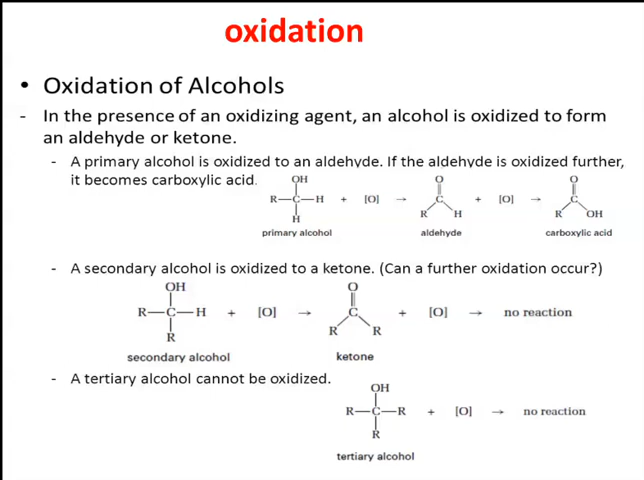 oxidation
• Oxidation of Alcohols
- In the presence of an oxidizing agent, an alcohol is oxidized to form
an aldehyde or ketone.
- A primary alcohol is oxidized to an aldehyde. If the aldehyde is oxidized further,
it becomes carboxylic acid.
OH
R—C—H + [O] →
H
primary alcohol
O
C
R H
aldehyde
+ [O] →
O
C
R OH
carboxylic acid
- A secondary alcohol is oxidized to a ketone. (Can a further oxidation occur?)
OH
R—C—H + [O] →
R
secondary alcohol
O
C
R R
ketone
+ [O] → no reaction
- A tertiary alcohol cannot be oxidized.
OH
R—C—R + [O] → no reaction
R
tertiary alcohol